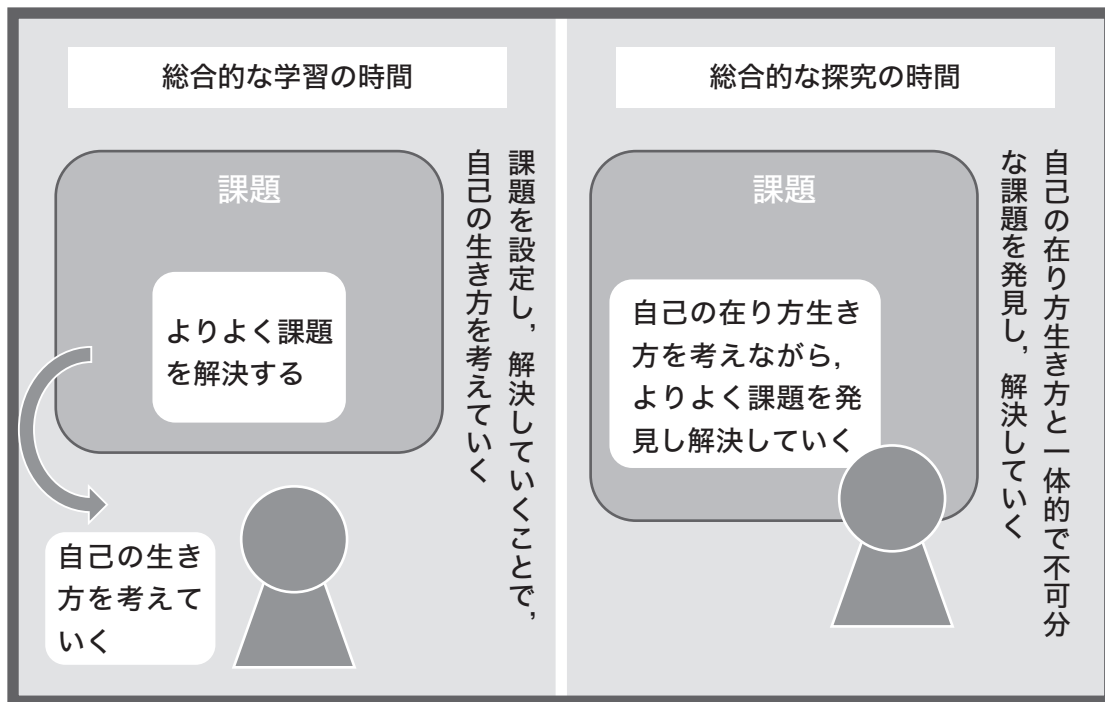 総合的な学習の時間
課題
よりよく課題
を解決する
自己の生き
方を考えて
いく
課題を設定し，解決していくことで，
自己の生き方を考えていく
総合的な探究の時間
課題
自己の在り方生き
方を考えながら，
よりよく課題を発
見し解決していく
自己の在り方生き方と一体的で不可分
な課題を発見し，解決していく